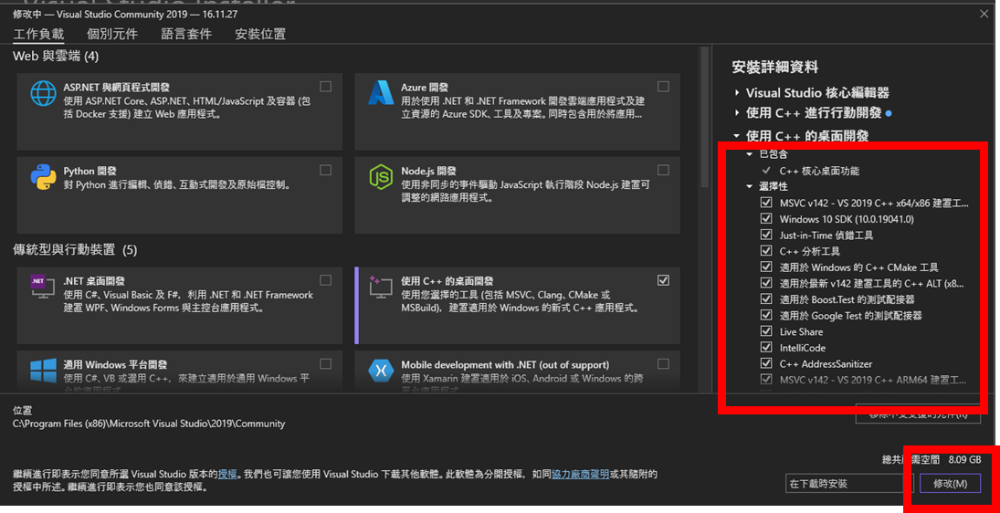 修改中 — Visual Studio Community 2019 — 16.11.27
工作負載 個別元件 語言套件 安裝位置
Web 與雲端 (4)
ASP.NET 與網頁程式開發
使用 ASP.NET Core、ASP.NET、HTML/JavaScript 及容器 (包
括 Docker 支援) 建立 Web 應用程式。
Azure 開發
用於使用 .NET 和 .NET Framework 開發雲端應用程式及建
立資源的 Azure SDK、工具及專案。同時包含用於將應用...
Python 開發
對 Python 進行編輯、偵錯、互動式開發及原始檔控制。
Node.js 開發
使用非同步的事件驅動 JavaScript 執行階段 Node.js 建置可
調整的網路應用程式。
傳統型與行動裝置 (5)
.NET
.NET 桌面開發
使用 C#、Visual Basic 及 F#，利用 .NET 和 .NET Framework
建置 WPF、Windows Forms 與主控台應用程式。
使用 C++ 的桌面開發
使用您選擇的工具 (包括 MSVC、Clang、CMake 或
MSBuild)，建置適用於 Windows 的新式 C++ 應用程式。
通用 Windows 平台開發
使用 C#、VB 或選用 C++，來建立適用於通用 Windows 平
台的應用程式。
Mobile development with .NET (out of support)
使用 Xamarin 建置適用於 iOS、Android 或 Windows 的跨
平台應用程式。
安裝詳細資料
Visual Studio 核心編輯器
使用 C++ 進行行動開發
使用 C++ 的桌面開發
已包含
C++ 核心桌面功能
選擇性
MSVC v142 - VS 2019 C++ x64/x86 建置工...
Windows 10 SDK (10.0.19041.0)
Just-in-Time 偵錯工具
C++ 分析工具
適用於 Windows 的 C++ CMake 工具
適用於最新 v142 建置工具的 C++ ALT (x8...
適用於 Boost.Test 的測試配接器
適用於 Google Test 的測試配接器
Live Share
IntelliCode
C++ AddressSanitizer
MSVC v142 - VS 2019 C++ ARM64 建置工...
移除不受支援的元件(R)
位置
C:\Program Files (x86)\Microsoft Visual Studio\2019\Community
繼續進行即表示您同意所選 Visual Studio 版本的授權。我們也可讓您使用 Visual Studio 下載其他軟體。此軟體為分開授權，如同協力廠商聲明或其隨附的
授權中所述。繼續進行即表示您也同意該授權。
總共 需空間 8.09 GB
在下載時安裝
修改(M)